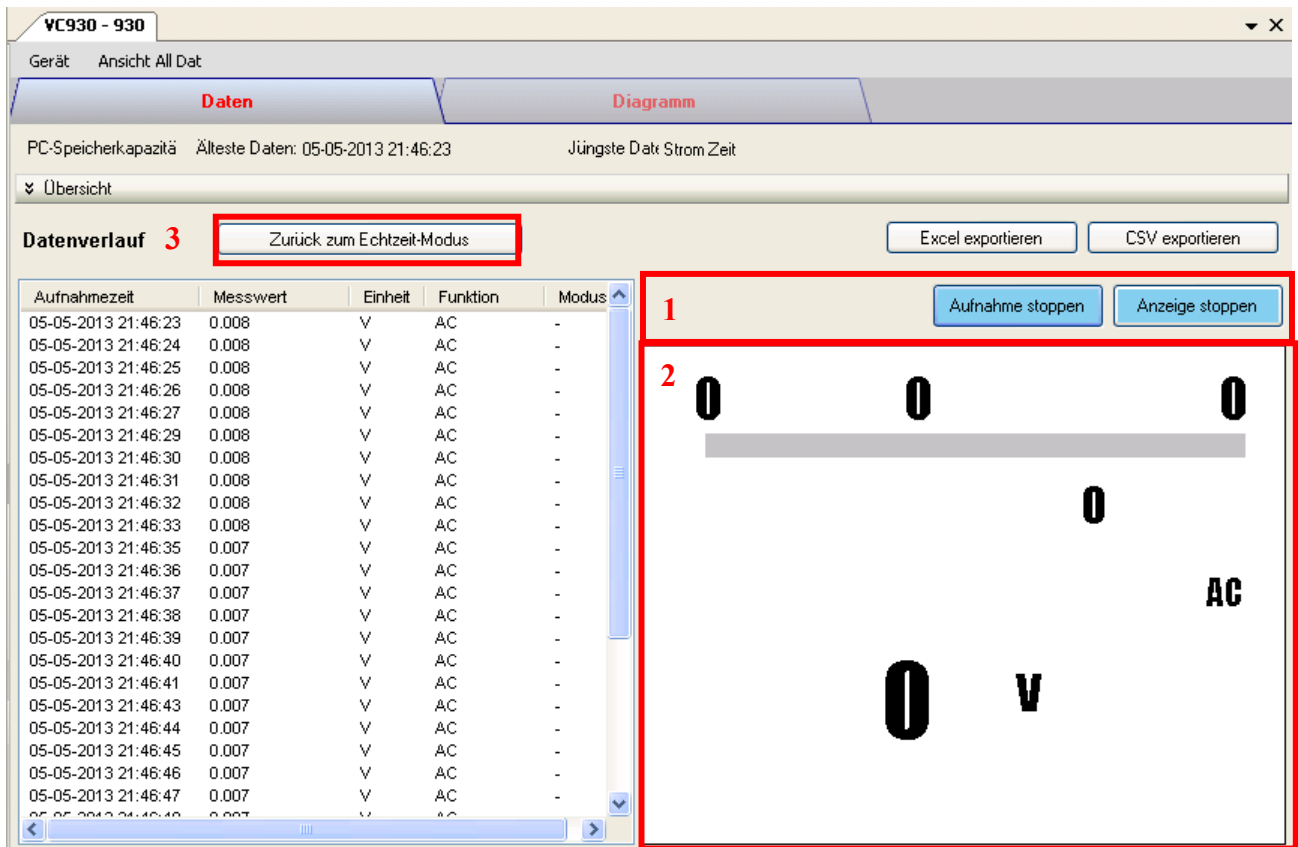 VC930 - 930
Gerät Ansicht All Dat
Daten Diagramm
PC-Speicherkapazitä Älteste Daten: 05-05-2013 21:46:23 Jüngste Date Strom Zeit
Übersicht
Datenverlauf 3 Zurück zum Echtzeit-Modus Excel exportieren CSV exportieren
Aufnahmezeit Messwert Einheit Funktion Modus
05-05-2013 21:46:23 0.008 V AC -
05-05-2013 21:46:24 0.008 V AC -
05-05-2013 21:46:25 0.008 V AC -
05-05-2013 21:46:26 0.008 V AC -
05-05-2013 21:46:27 0.008 V AC -
05-05-2013 21:46:29 0.008 V AC -
05-05-2013 21:46:30 0.008 V AC -
05-05-2013 21:46:31 0.008 V AC -
05-05-2013 21:46:32 0.008 V AC -
05-05-2013 21:46:33 0.008 V AC -
05-05-2013 21:46:35 0.007 V AC -
05-05-2013 21:46:36 0.007 V AC -
05-05-2013 21:46:37 0.007 V AC -
05-05-2013 21:46:38 0.007 V AC -
05-05-2013 21:46:39 0.007 V AC -
05-05-2013 21:46:40 0.007 V AC -
05-05-2013 21:46:41 0.007 V AC -
05-05-2013 21:46:43 0.007 V AC -
05-05-2013 21:46:44 0.007 V AC -
05-05-2013 21:46:45 0.007 V AC -
05-05-2013 21:46:46 0.007 V AC -
05-05-2013 21:46:47 0.007 V AC -
1 Aufnahme stoppen Anzeige stoppen
2
0 0 0
0
AC
0 V